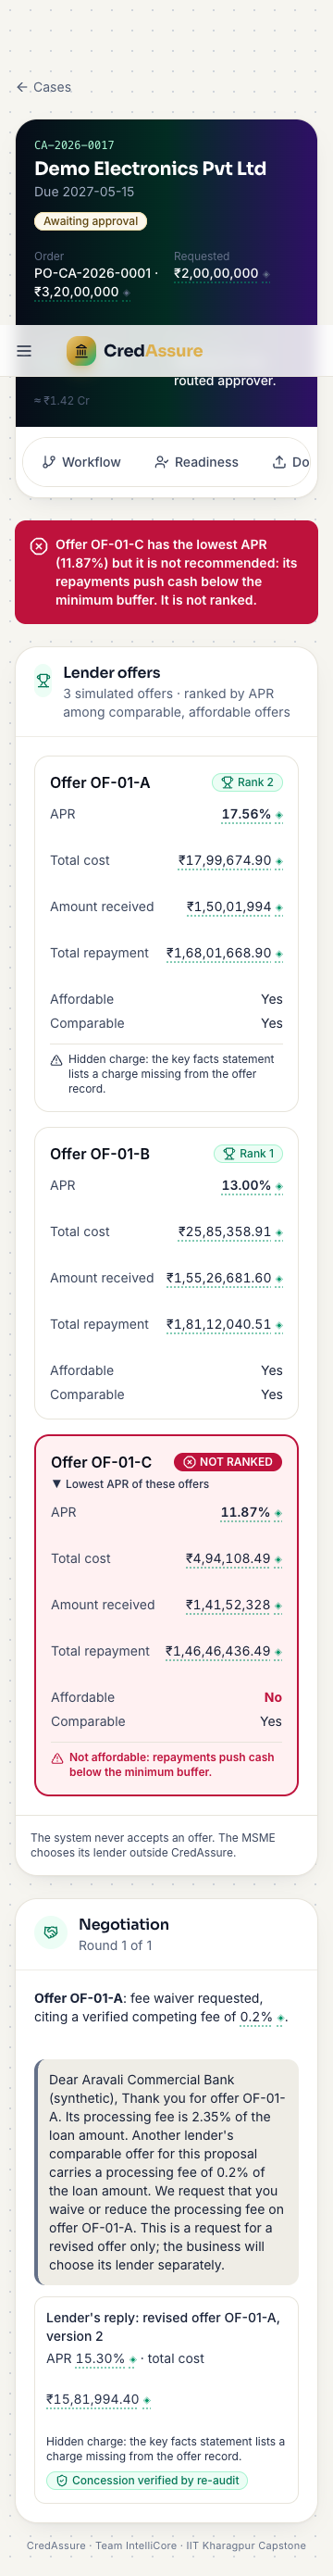 ← Cases
CA-2026-0017
Demo Electronics Pvt Ltd
Due 2027-05-15
Awaiting approval
Order
PO-CA-2026-0001 ·
₹3,20,00,000
Requested
₹2,00,00,000
CredAssure
routed approver.
≈ ₹1.42 Cr
Workflow Readiness Do
Offer OF-01-C has the lowest APR
(11.87%) but it is not recommended: its
repayments push cash below the
minimum buffer. It is not ranked.
Lender offers
3 simulated offers · ranked by APR
among comparable, affordable offers
Offer OF-01-A Rank 2
APR 17.56%
Total cost ₹17,99,674.90
Amount received ₹1,50,01,994
Total repayment ₹1,68,01,668.90
Affordable Yes
Comparable Yes
Hidden charge: the key facts statement
lists a charge missing from the offer
record.
Offer OF-01-B Rank 1
APR 13.00%
Total cost ₹25,85,358.91
Amount received ₹1,55,26,681.60
Total repayment ₹1,81,12,040.51
Affordable Yes
Comparable Yes
Offer OF-01-C NOT RANKED
▼ Lowest APR of these offers
APR 11.87%
Total cost ₹4,94,108.49
Amount received ₹1,41,52,328
Total repayment ₹1,46,46,436.49
Affordable No
Comparable Yes
Not affordable: repayments push cash
below the minimum buffer.
The system never accepts an offer. The MSME
chooses its lender outside CredAssure.
Negotiation
Round 1 of 1
Offer OF-01-A: fee waiver requested,
citing a verified competing fee of 0.2% .
Dear Aravali Commercial Bank
(synthetic), Thank you for offer OF-01-
A. Its processing fee is 2.35% of the
loan amount. Another lender's
comparable offer for this proposal
carries a processing fee of 0.2% of
the loan amount. We request that you
waive or reduce the processing fee on
offer OF-01-A. This is a request for a
revised offer only; the business will
choose its lender separately.
Lender's reply: revised offer OF-01-A,
version 2
APR 15.30% · total cost
₹15,81,994.40
Hidden charge: the key facts statement lists a
charge missing from the offer record.
Concession verified by re-audit
CredAssure · Team IntelliCore · IIT Kharagpur Capstone